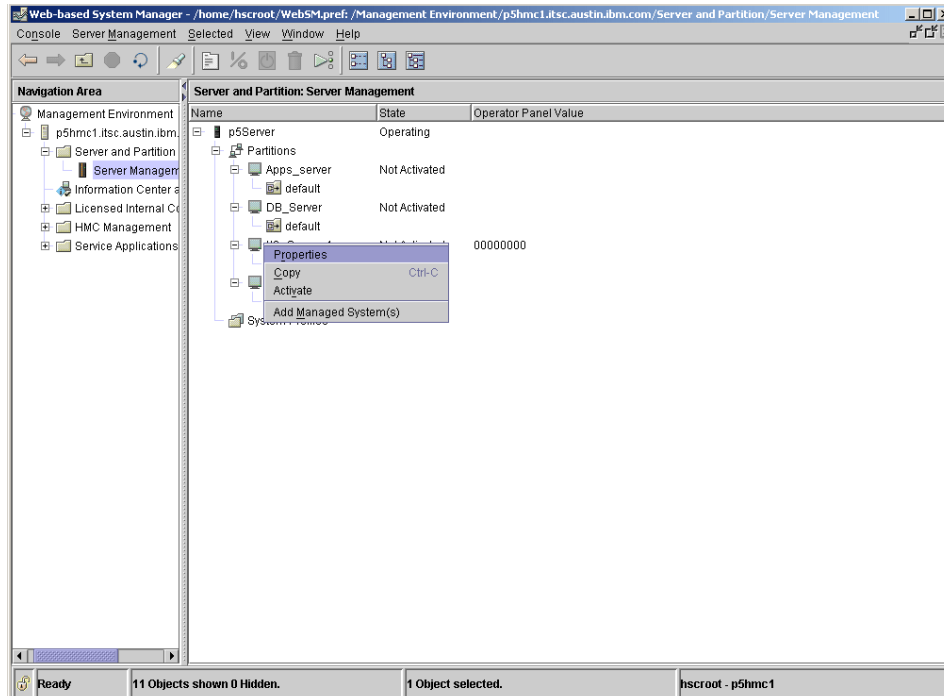 Web-based System Manager - /home/hscroot/WebSM.pref: /Management Environment/p5hmc1.itsc.austin.ibm.com/Server and Partition/Server Management
Console Server Management Selected View Window Help
Navigation Area
Management Environment
p5hmc1.itsc.austin.ibm.
Server and Partition
Server Managem
Information Center a
Licensed Internal Co
HMC Management
Service Applications
Server and Partition: Server Management
Name State Operator Panel Value
p5Server Operating
Partitions
Apps_server Not Activated
default
DB_Server Not Activated
default
00000000
Properties
Copy Ctrl-C
Activate
Add Managed System(s)
Ready 11 Objects shown 0 Hidden. 1 Object selected. hscroot - p5hmc1